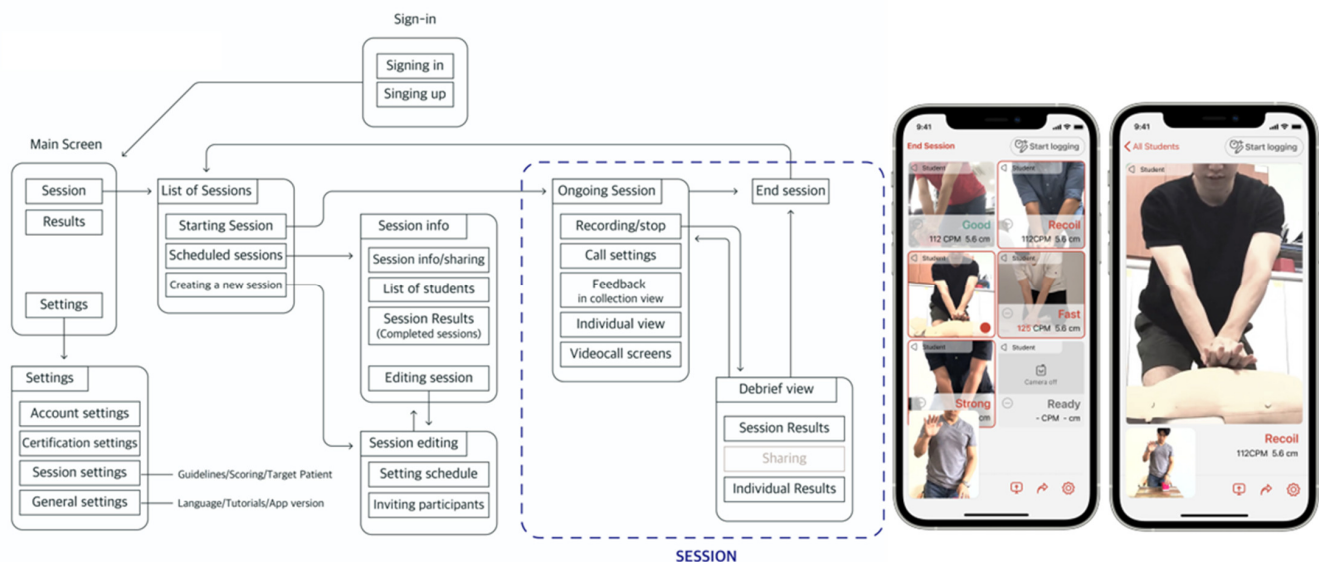 Sign-in
Signing in
Singing up
Main Screen
Session
Results
Settings
List of Sessions
Starting Session
Scheduled sessions
Creating a new session
Session info
Session info/sharing
List of students
Session Results
(Completed sessions)
Editing session
Settings
Account settings
Certification settings
Session settings
Guidelines/Scoring/Target Patient
General settings
Language/Tutorials/App version
Session editing
Setting schedule
Inviting participants
Ongoing Session
Recording/stop
Call settings
Feedback
in collection view
Individual view
Videocall screens
End session
Debrief view
Session Results
Sharing
Individual Results
SESSION
9:41
End Session
Start logging
Student
Good
112 CPM 5.6 cm
Student
Recoil
112CPM 5.6 cm
Student
Student
Fast
125 CPM 5.6 cm
Student
Strong
cm
Student
Camera off
Ready
- CPM - cm
9:41
All Students
Start logging
Student
Recoil
112CPM 5.6 cm